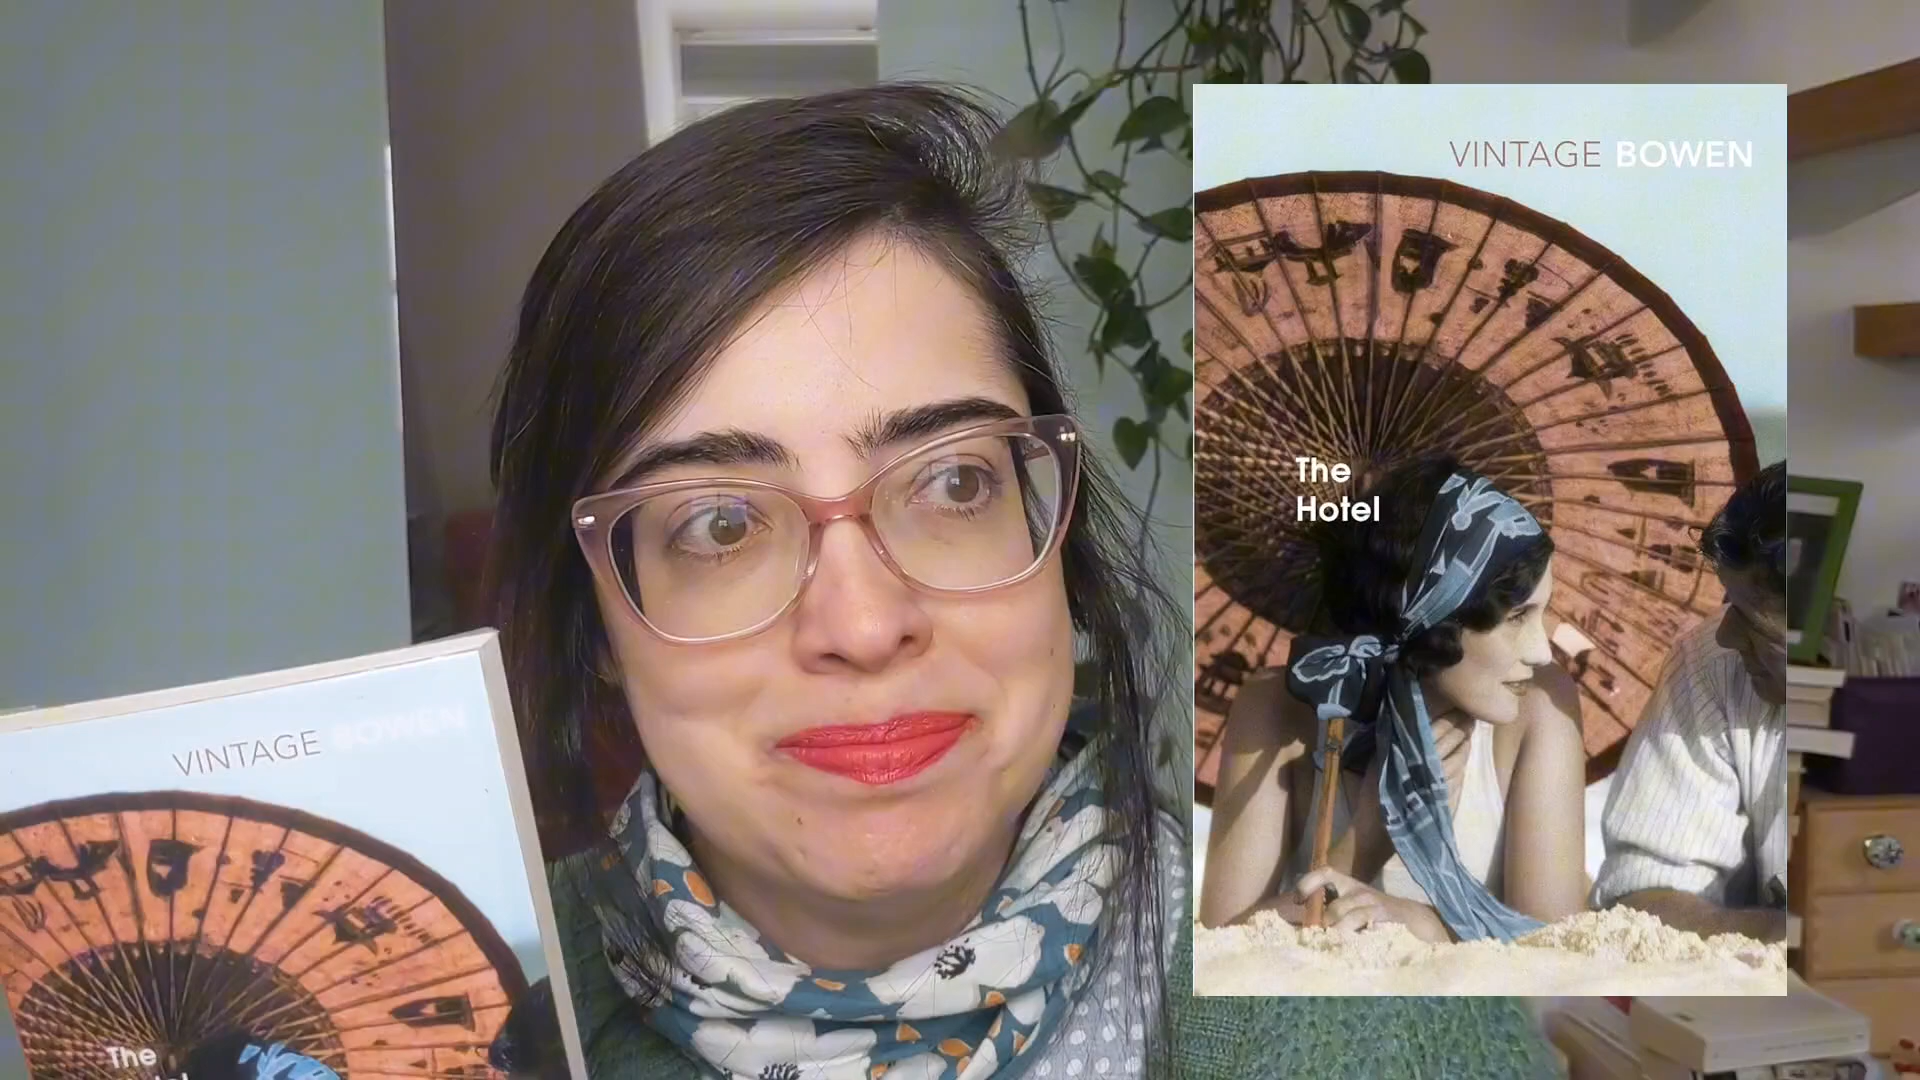 VINTAGE BOWEN
The
Hotel
VINTAGE BOWEN
The